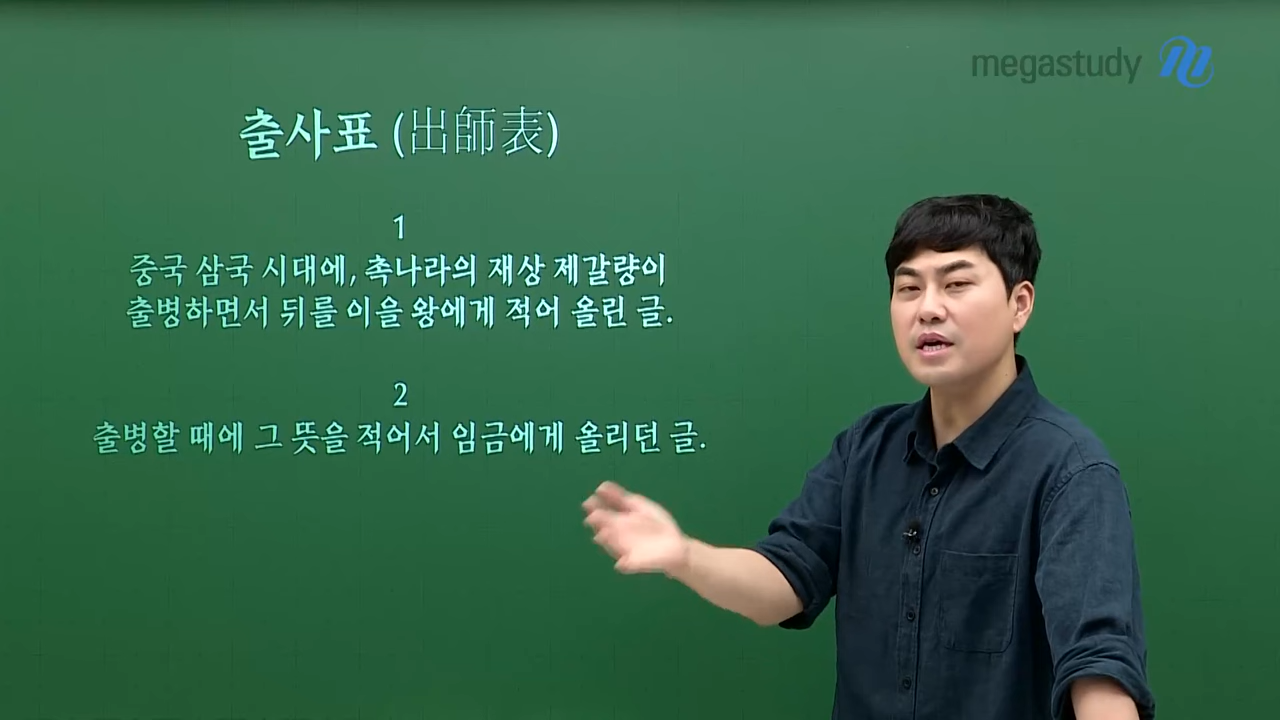 megastudy
출사표 (出師表)
1
중국 삼국 시대에, 촉나라의 재상 제갈량이
출병하면서 뒤를 이을 왕에게 적어 올린 글.
2
출병할 때에 그 뜻을 적어서 임금에게 올리던 글.